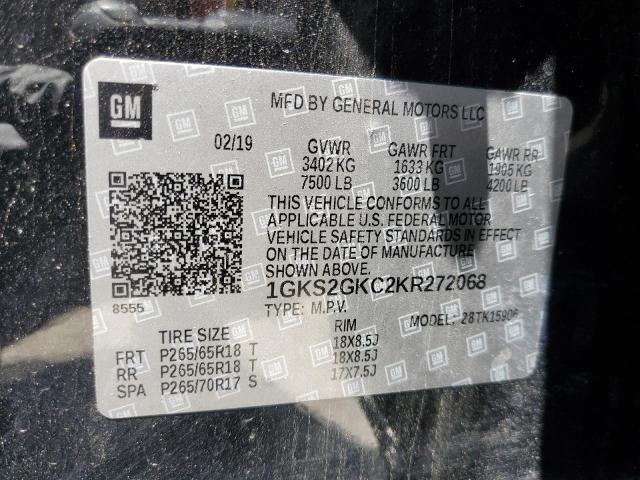 GM
MFD BY GENERAL MOTORS LLC
02/19 GVWR GAWR FRT GAWR RR
3402 KG 1633 KG 1905 KG
7500 LB 3600 LB 4200 LB
THIS VEHICLE CONFORMS TO ALL
APPLICABLE U.S. FEDERAL MOTOR
VEHICLE SAFETY STANDARDS IN EFFECT
ON THE DATE OF MANUFACTURE
SHOWN ABOVE.
1GKS2GKC2KR272068
8555
TYPE: M.P.V. MODEL: 28TK15906
TIRE SIZE RIM
FRT P265/65R18 T 18X8.5J
RR P265/65R18 T 18X8.5J
SPA P265/70R17 S 17X7.5J